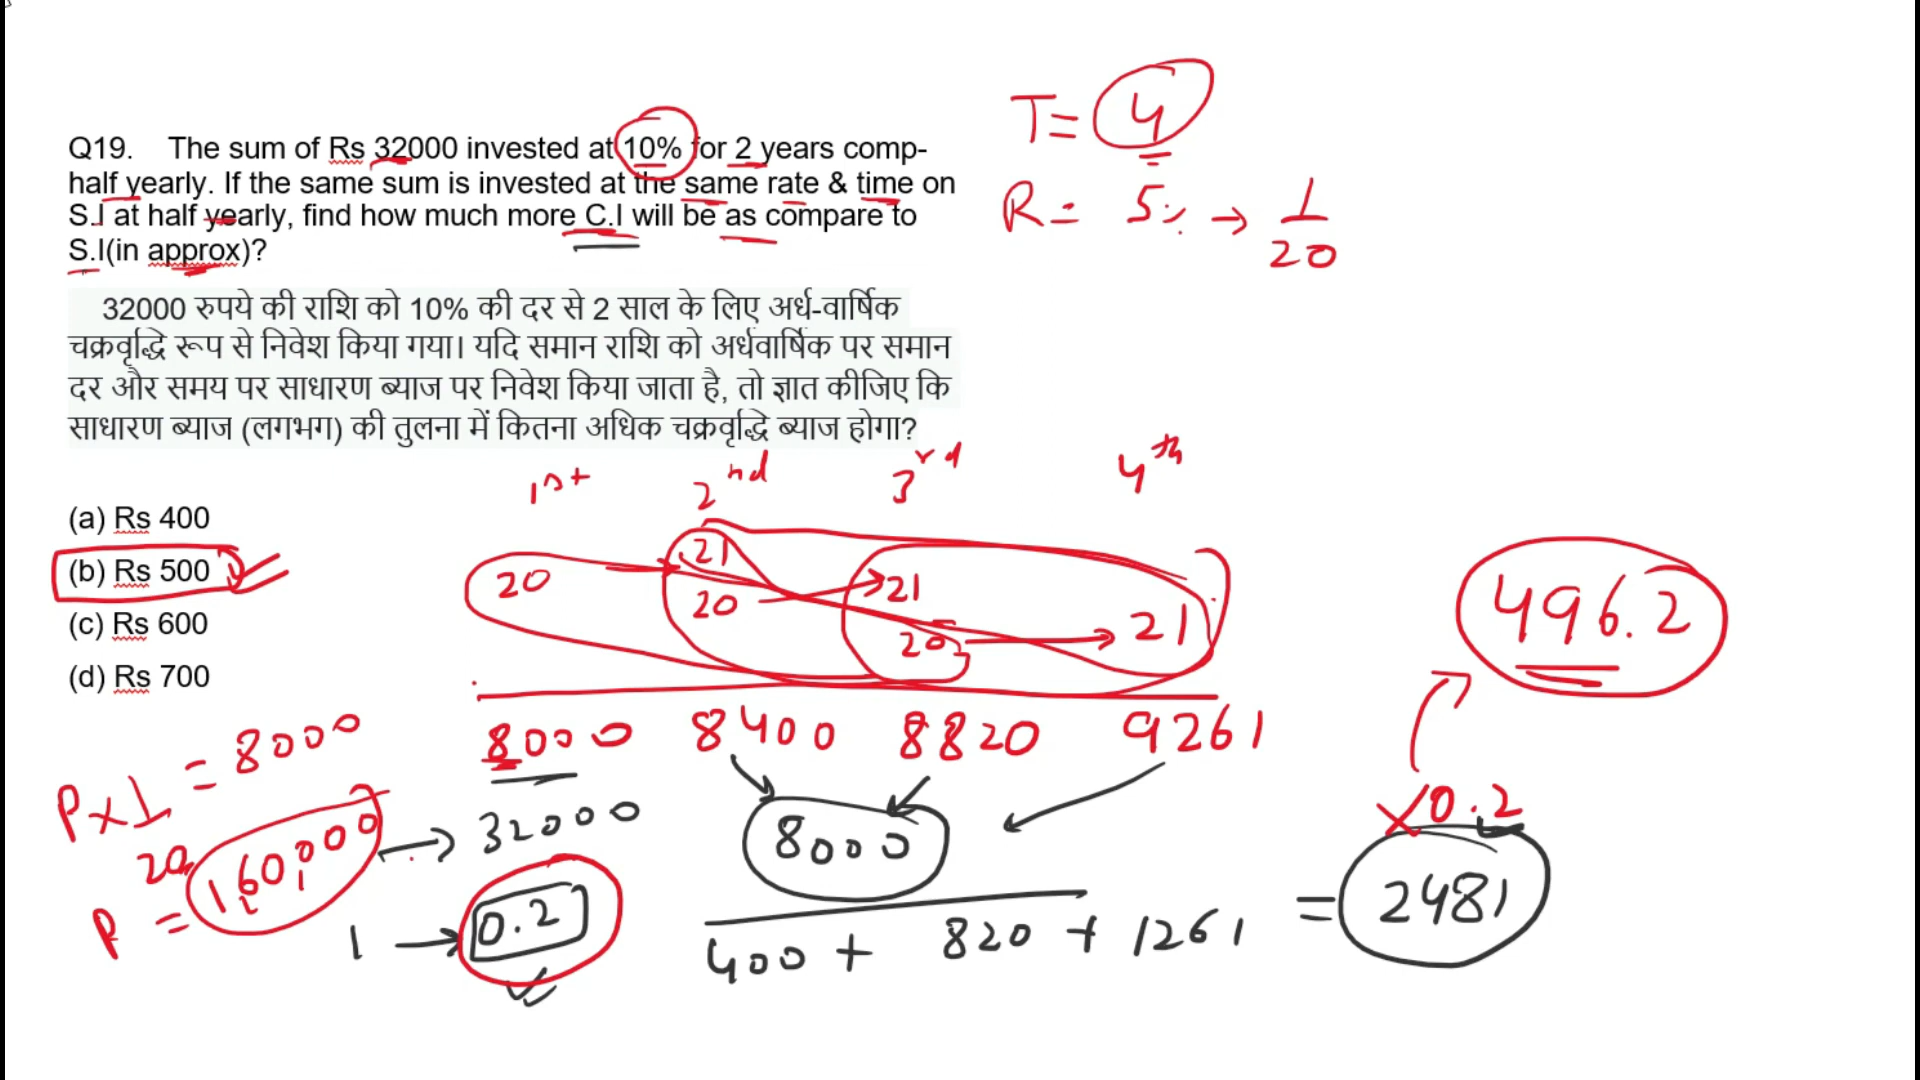 Q19. The sum of Rs 32000 invested at 10% for 2 years comp-
half yearly. If the same sum is invested at the same rate & time on
S.I at half yearly, find how much more C.I will be as compare to
S.I(in approx)?
32000 रुपये की राशि को 10% की दर से 2 साल के लिए अर्ध-वार्षिक
चक्रवृद्धि रूप से निवेश किया गया। यदि समान राशि को अर्धवार्षिक पर समान
दर और समय पर साधारण ब्याज पर निवेश किया जाता है, तो ज्ञात कीजिए कि
साधारण ब्याज (लगभग) की तुलना में कितना अधिक चक्रवृद्धि ब्याज होगा?
(a) Rs 400
(b) Rs 500
(c) Rs 600
(d) Rs 700
T= 4
R= 5% → 1/20
1st 2nd 3rd 4th
21
20 20 21
20 21
8000 8400 8820 9261
P×1/20 = 8000
P = 160000 → 32000
1 → 0.2
8000
400 + 820 + 1261 = 2481
×0.2
496.2